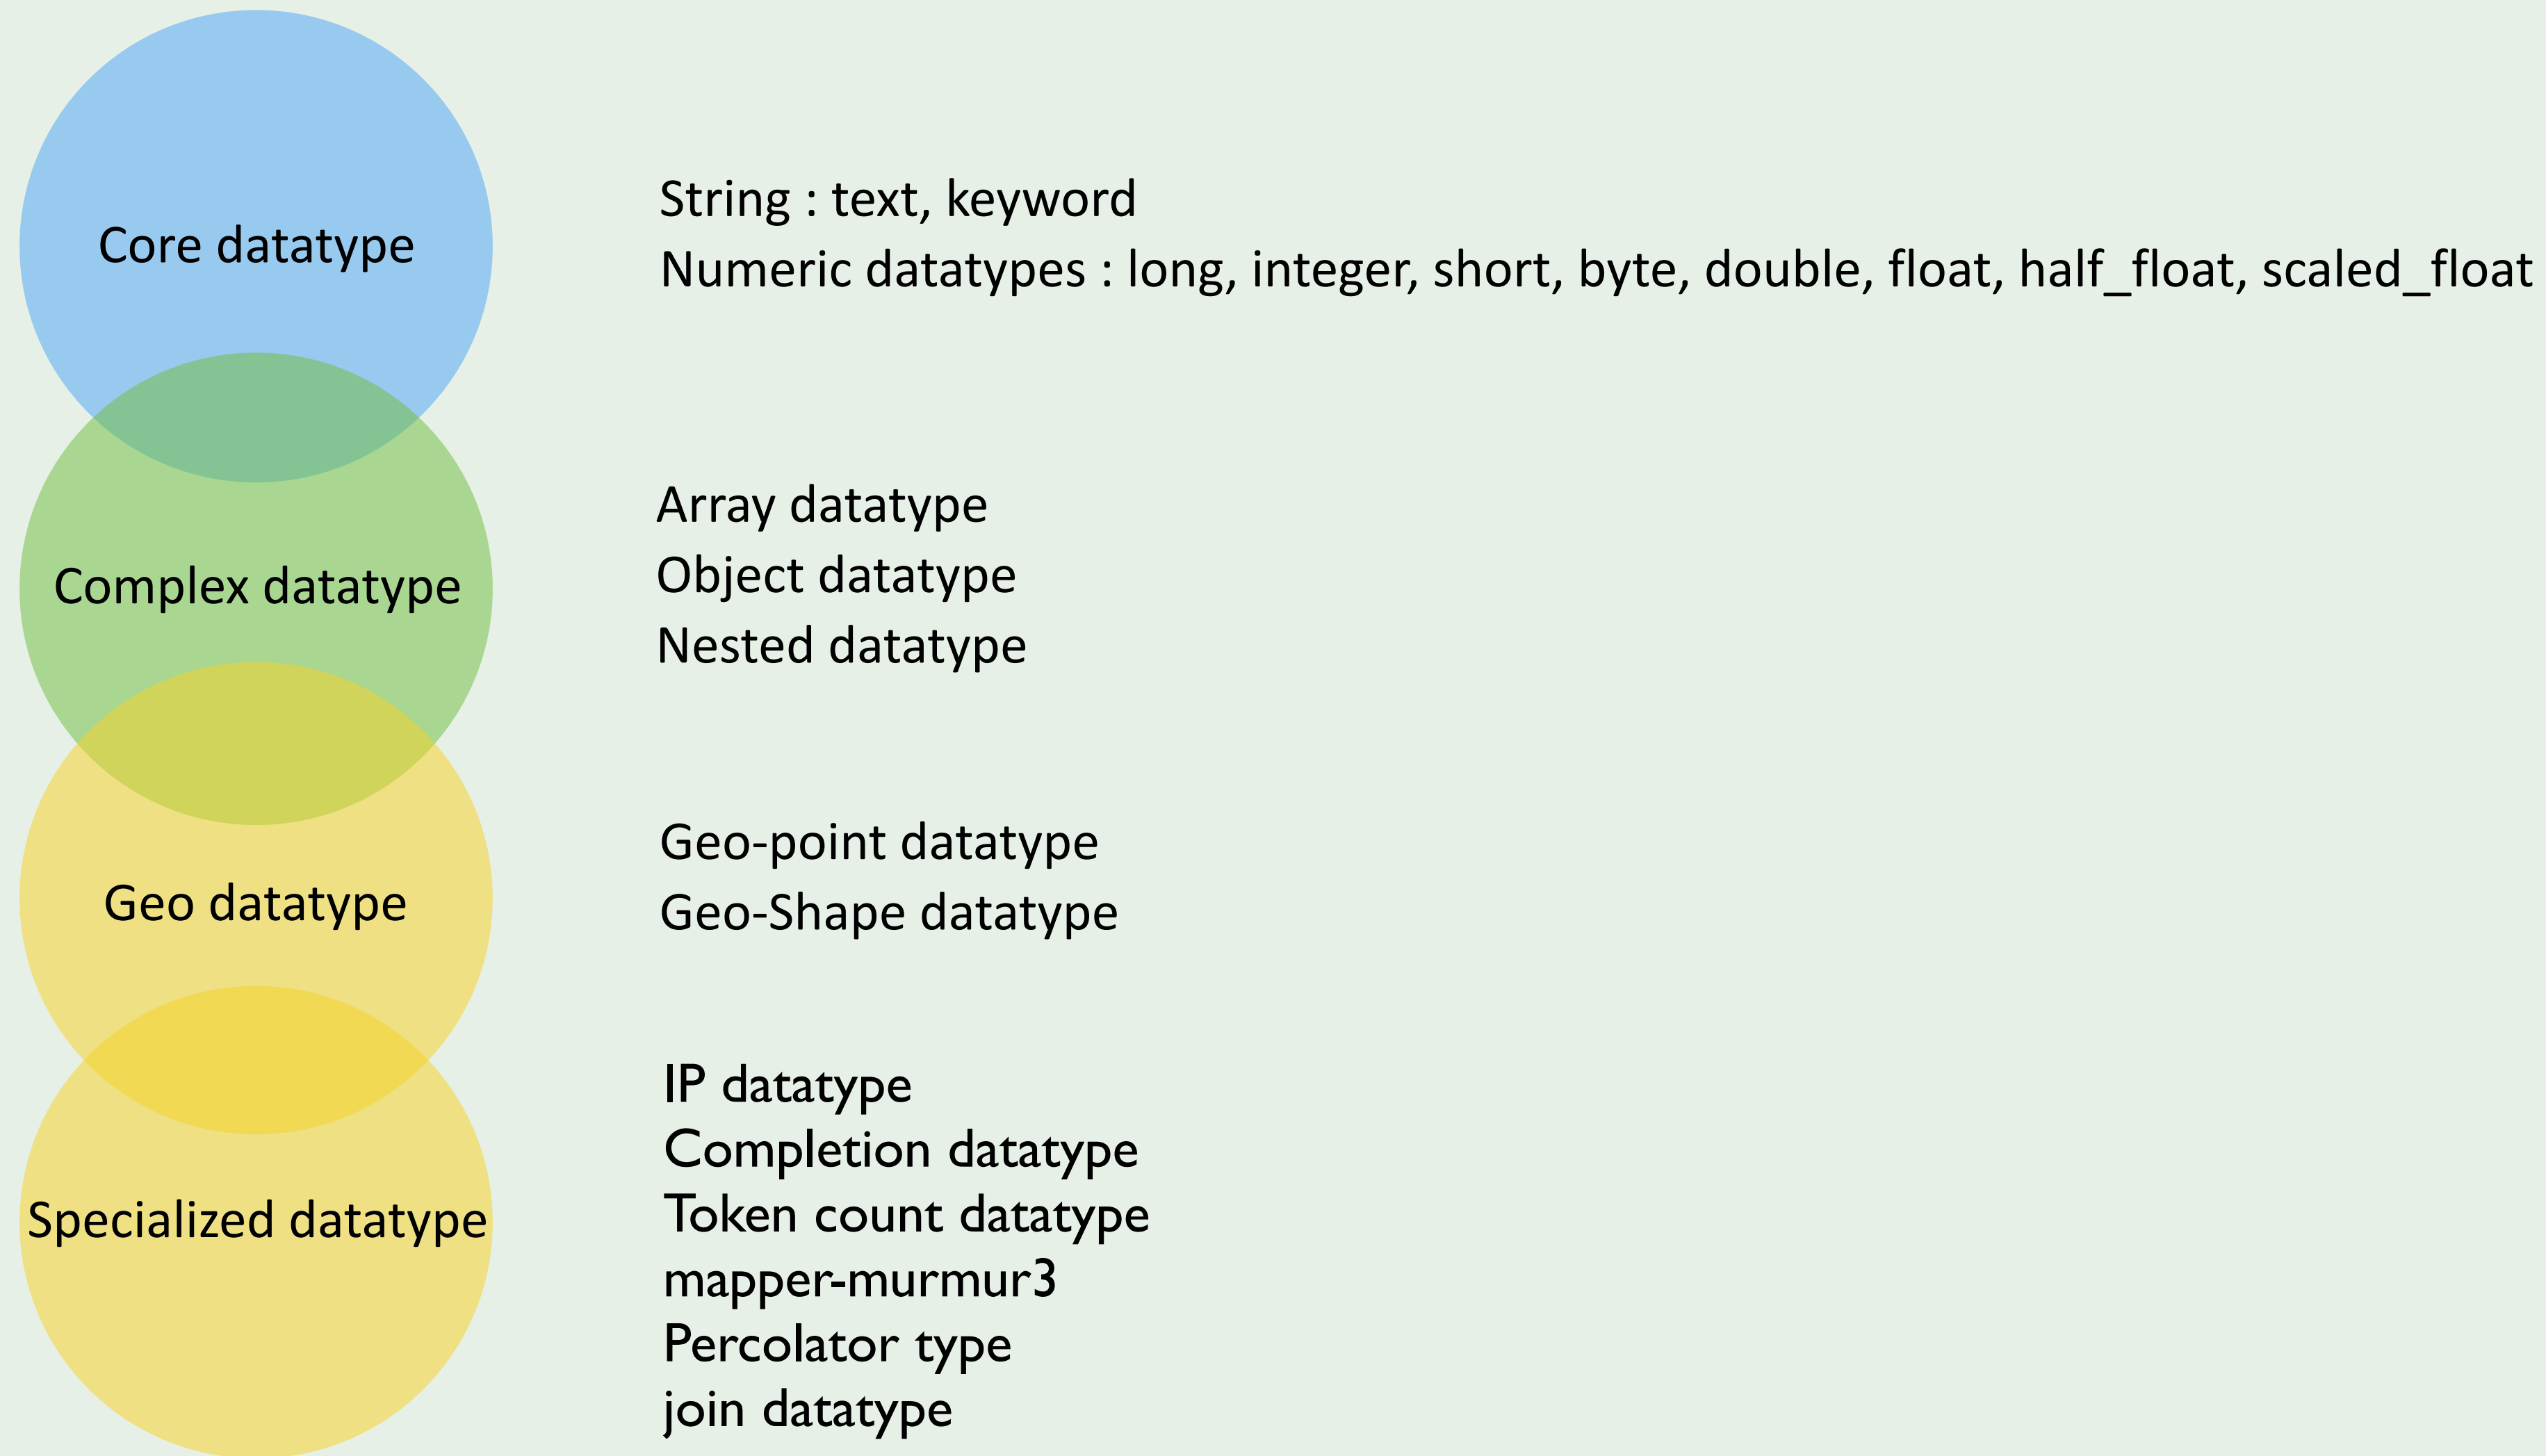 Core datatype
String : text, keyword
Numeric datatypes : long, integer, short, byte, double, float, half_float, scaled_float
Complex datatype
Array datatype
Object datatype
Nested datatype
Geo datatype
Geo-point datatype
Geo-Shape datatype
Specialized datatype
IP datatype
Completion datatype
Token count datatype
mapper-murmur3
Percolator type
join datatype